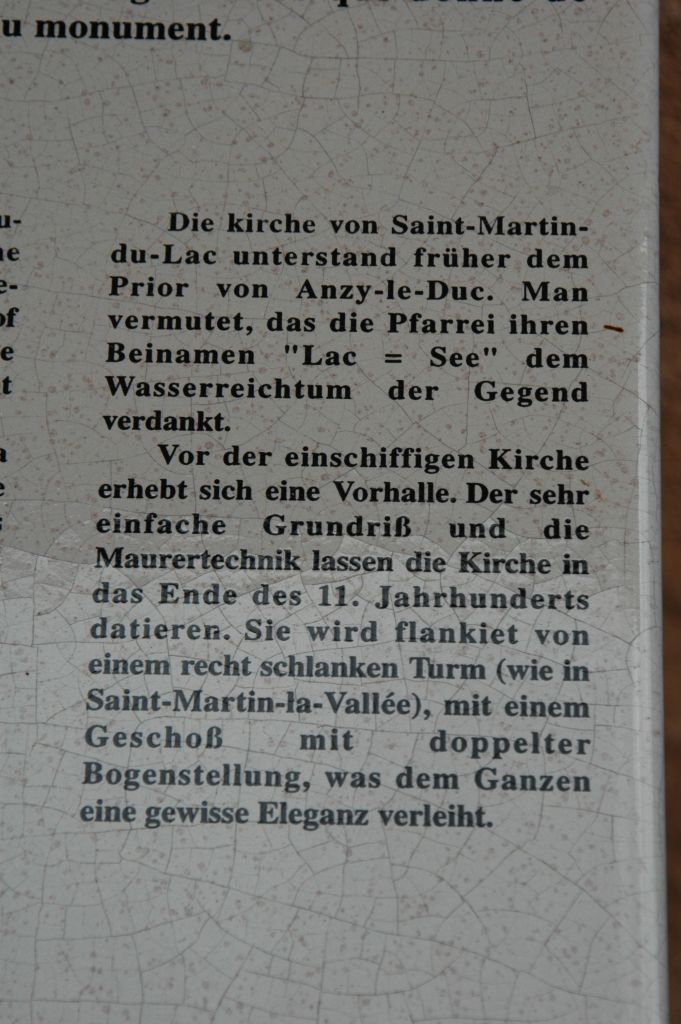 u monument.
Die kirche von Saint-Martin-
du-Lac unterstand früher dem
Prior von Anzy-le-Duc. Man
vermutet, das die Pfarrei ihren
Beinamen "Lac = See" dem
Wasserreichtum der Gegend
verdankt.
Vor der einschiffigen Kirche
erhebt sich eine Vorhalle. Der sehr
einfache Grundriß und die
Maurertechnik lassen die Kirche in
das Ende des 11. Jahrhunderts
datieren. Sie wird flankiet von
einem recht schlanken Turm (wie in
Saint-Martin-la-Vallée), mit einem
Geschoß mit doppelter
Bogenstellung, was dem Ganzen
eine gewisse Eleganz verleiht.